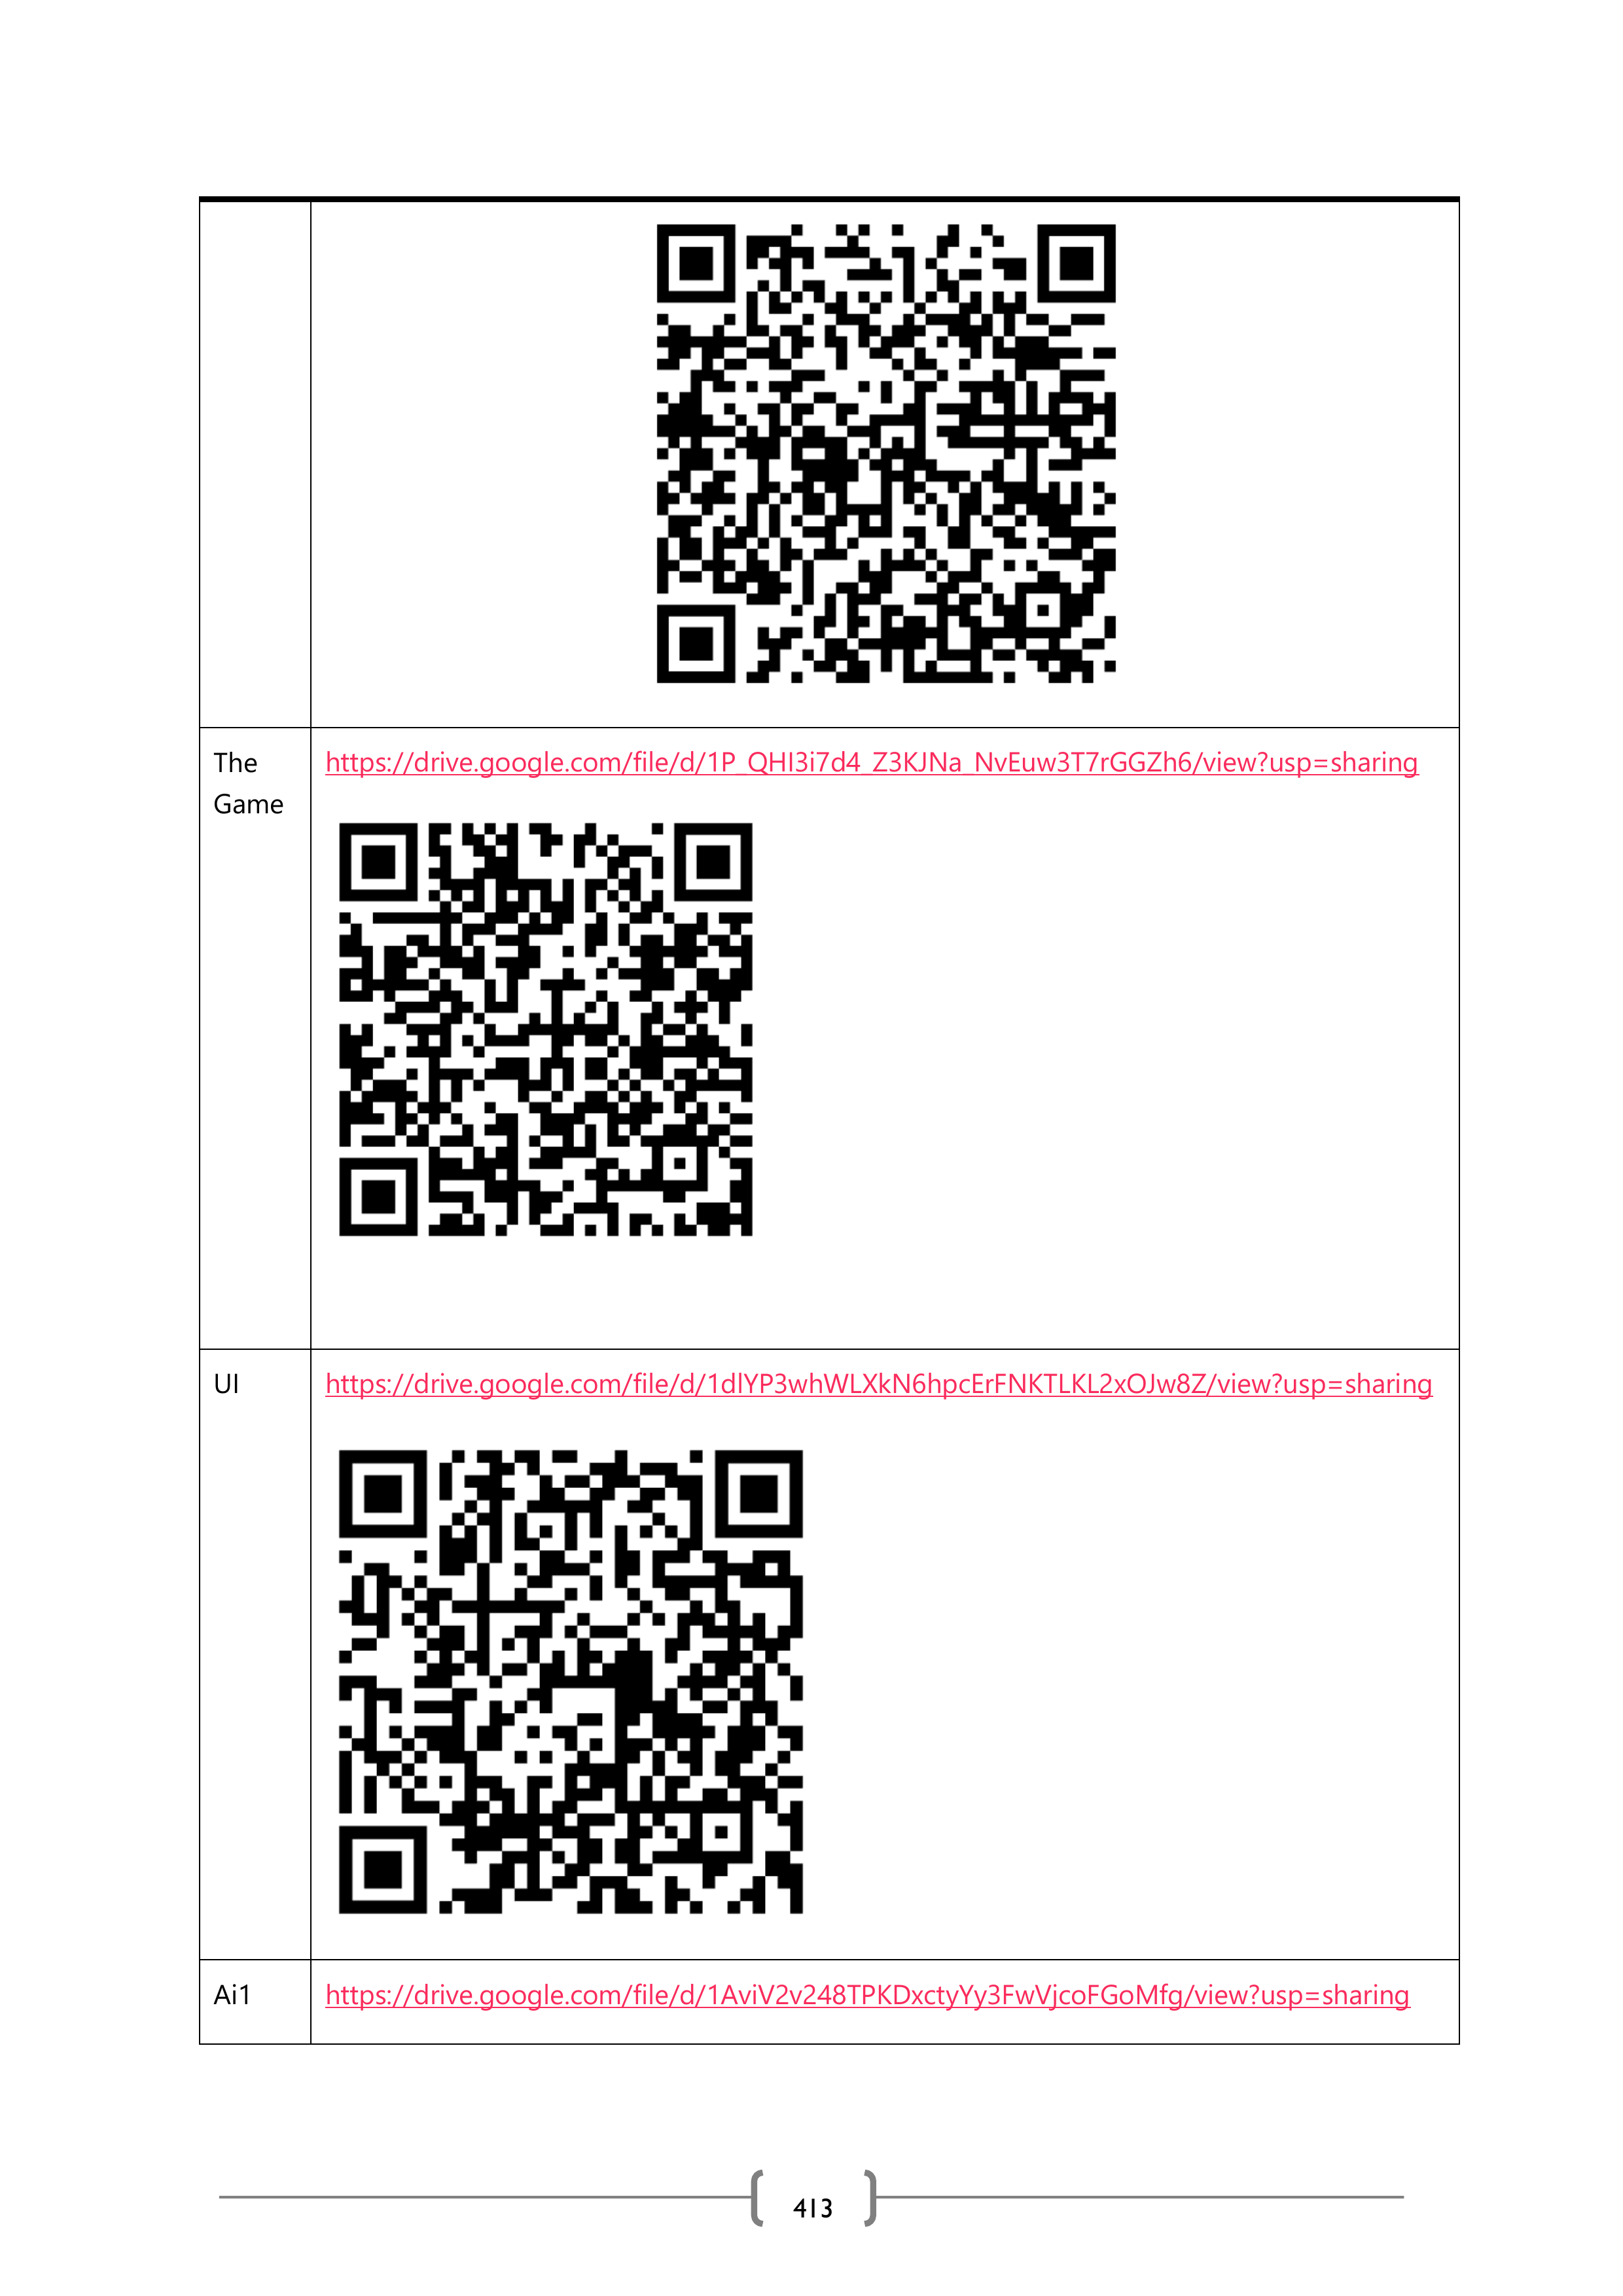 The
Game
https://drive.google.com/file/d/1P_QHI3i7d4_Z3KJNa_NvEuw3T7rGGZh6/view?usp=sharing
UI
https://drive.google.com/file/d/1dlYP3whWLXkN6hpcErFNKTLKL2xOJw8Z/view?usp=sharing
Ai1
https://drive.google.com/file/d/1AviV2v248TPKDxctyYy3FwVjcoFGoMfg/view?usp=sharing
413